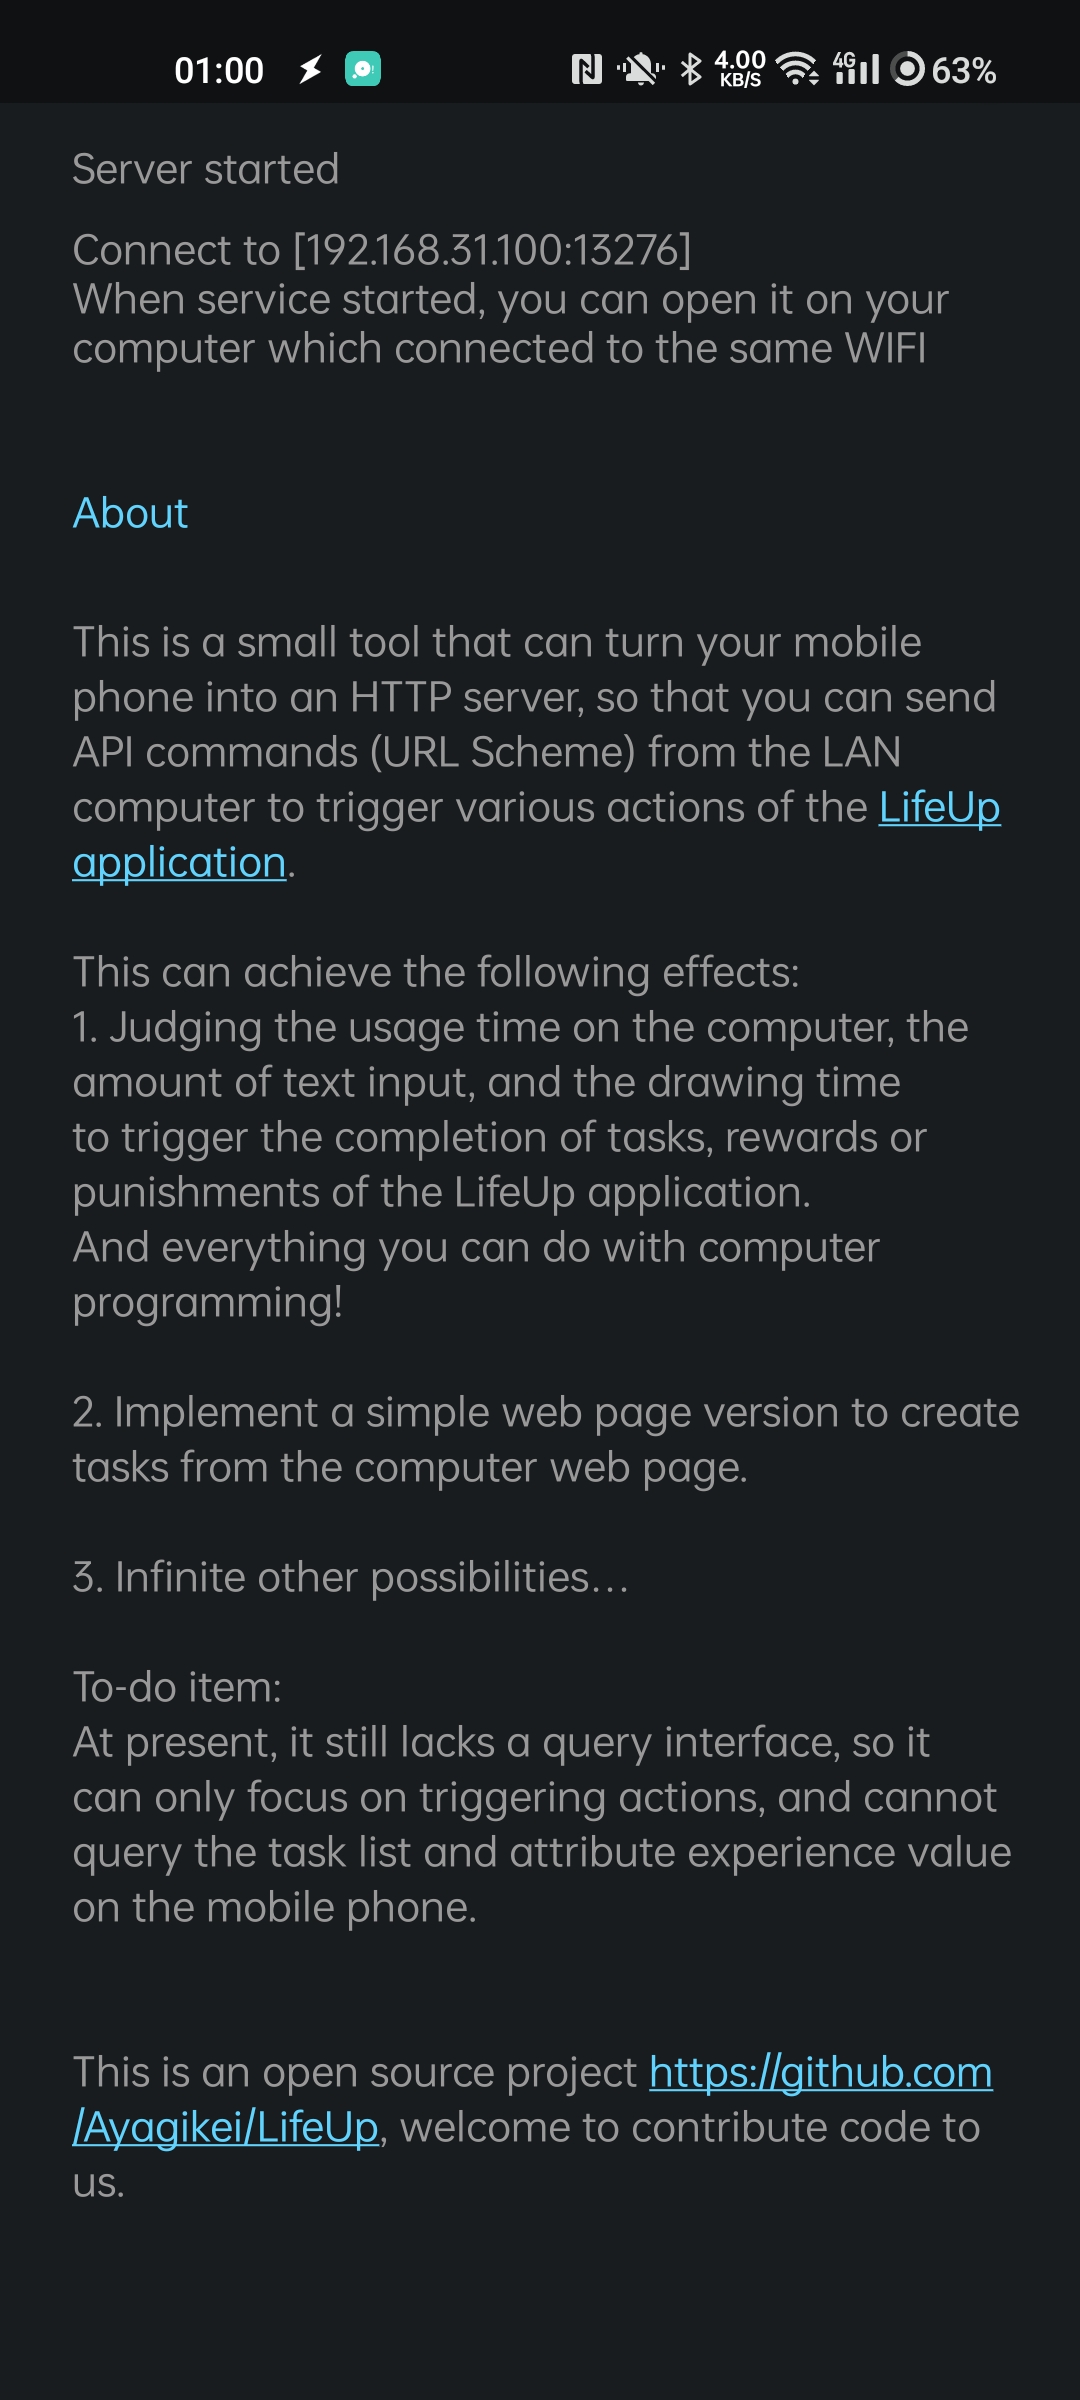 01:00 4.00 KB/S 4G 63%
Server started
Connect to [192.168.31.100:13276]
When service started, you can open it on your
computer which connected to the same WIFI
About
This is a small tool that can turn your mobile
phone into an HTTP server, so that you can send
API commands (URL Scheme) from the LAN
computer to trigger various actions of the LifeUp
application.
This can achieve the following effects:
1. Judging the usage time on the computer, the
amount of text input, and the drawing time
to trigger the completion of tasks, rewards or
punishments of the LifeUp application.
And everything you can do with computer
programming!
2. Implement a simple web page version to create
tasks from the computer web page.
3. Infinite other possibilities...
To-do item:
At present, it still lacks a query interface, so it
can only focus on triggering actions, and cannot
query the task list and attribute experience value
on the mobile phone.
This is an open source project https://github.com
/Ayagikei/LifeUp, welcome to contribute code to
us.